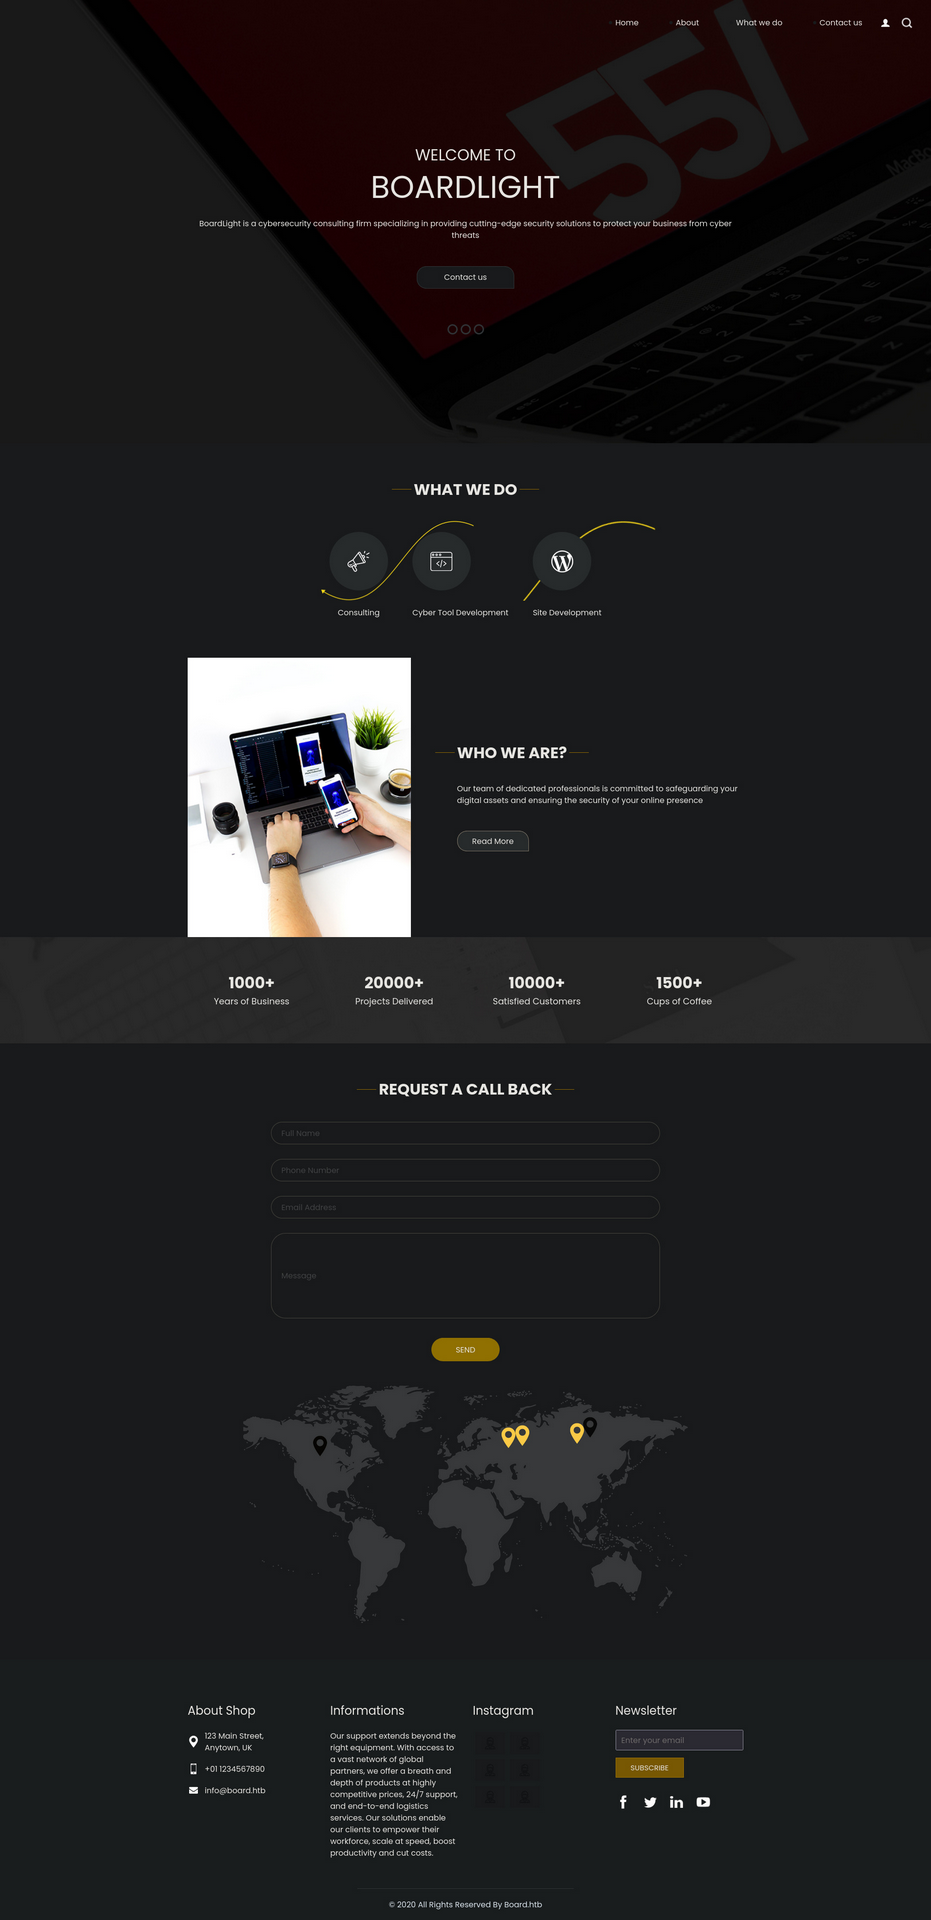 Home About What we do Contact us
55/
MacBo
WELCOME TO
BOARDLIGHT
BoardLight is a cybersecurity consulting firm specializing in providing cutting-edge security solutions to protect your business from cyber
threats
Contact us
WHAT WE DO
Consulting Cyber Tool Development Site Development
WHO WE ARE?
Our team of dedicated professionals is committed to safeguarding your
digital assets and ensuring the security of your online presence
Read More
1000+ 20000+ 10000+ 1500+
Years of Business Projects Delivered Satisfied Customers Cups of Coffee
REQUEST A CALL BACK
Full Name
Phone Number
Email Address
Message
SEND
About Shop
123 Main Street,
Anytown, UK
+01 1234567890
info@board.htb
Informations
Our support extends beyond the
right equipment. With access to
a vast network of global
partners, we offer a breath and
depth of products at highly
competitive prices, 24/7 support,
and end-to-end logistics
services. Our solutions enable
our clients to empower their
workforce, scale at speed, boost
productivity and cut costs.
Instagram
Newsletter
Enter your email
SUBSCRIBE
© 2020 All Rights Reserved By Board.htb